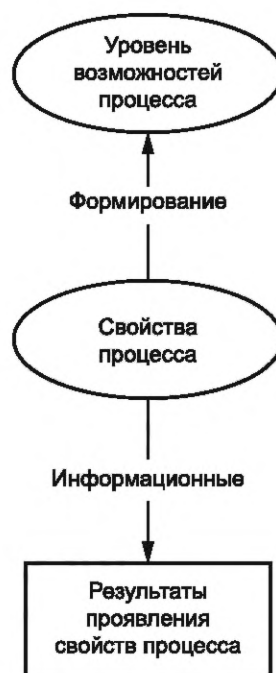 Уровень
возможностей
процесса
Формирование
Свойства
процесса
Информационные
Результаты
проявления
свойств процесса